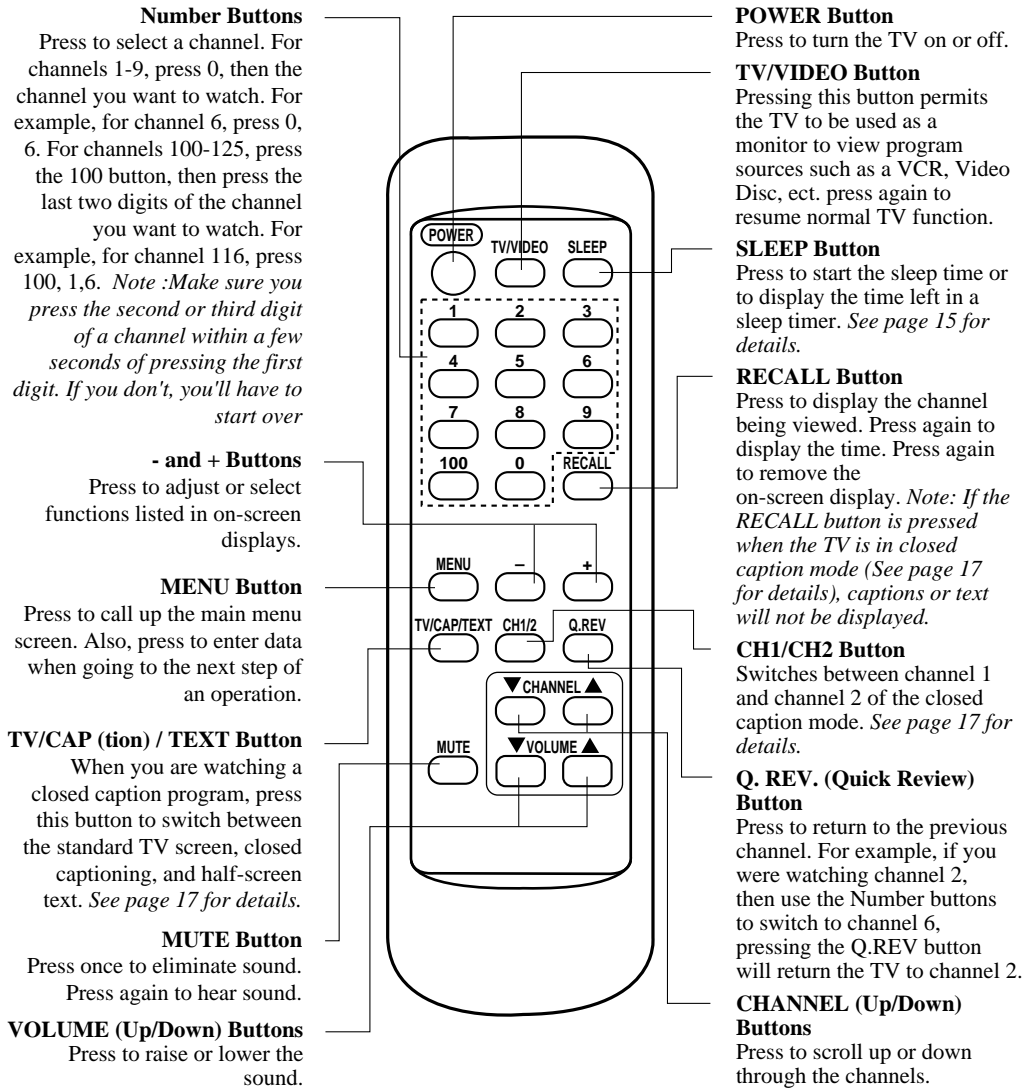 Number Buttons
Press to select a channel. For
channels 1-9, press 0, then the
channel you want to watch. For
example, for channel 6, press 0,
6. For channels 100-125, press
the 100 button, then press the
last two digits of the channel
you want to watch. For
example, for channel 116, press
100, 1,6. Note :Make sure you
press the second or third digit
of a channel within a few
seconds of pressing the first
digit. If you don't, you'll have to
start over
- and + Buttons
Press to adjust or select
functions listed in on-screen
displays.
MENU Button
Press to call up the main menu
screen. Also, press to enter data
when going to the next step of
an operation.
TV/CAP (tion) / TEXT Button
When you are watching a
closed caption program, press
this button to switch between
the standard TV screen, closed
captioning, and half-screen
text. See page 17 for details.
MUTE Button
Press once to eliminate sound.
Press again to hear sound.
VOLUME (Up/Down) Buttons
Press to raise or lower the
sound.
POWER TV/VIDEO SLEEP
1 2 3
4 5 6
7 8 9
100 0 RECALL
MENU – +
TV/CAP/TEXT CH1/2 Q.REV
▼ CHANNEL ▲
MUTE ▼ VOLUME ▲
POWER Button
Press to turn the TV on or off.
TV/VIDEO Button
Pressing this button permits
the TV to be used as a
monitor to view program
sources such as a VCR, Video
Disc, ect. press again to
resume normal TV function.
SLEEP Button
Press to start the sleep time or
to display the time left in a
sleep timer. See page 15 for
details.
RECALL Button
Press to display the channel
being viewed. Press again to
display the time. Press again
to remove the
on-screen display. Note: If the
RECALL button is pressed
when the TV is in closed
caption mode (See page 17
for details), captions or text
will not be displayed.
CH1/CH2 Button
Switches between channel 1
and channel 2 of the closed
caption mode. See page 17 for
details.
Q. REV. (Quick Review)
Button
Press to return to the previous
channel. For example, if you
were watching channel 2,
then use the Number buttons
to switch to channel 6,
pressing the Q.REV button
will return the TV to channel 2.
CHANNEL (Up/Down)
Buttons
Press to scroll up or down
through the channels.